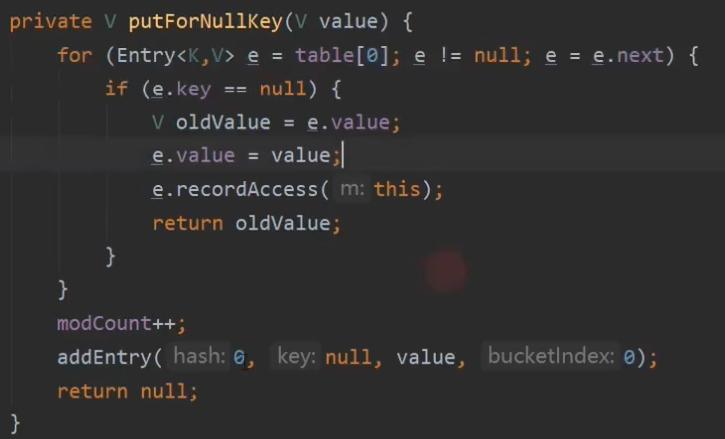 private V putForNullKey(V value) {
    for (Entry<K,V> e = table[0]; e != null; e = e.next) {
        if (e.key == null) {
            V oldValue = e.value;
            e.value = value;
            e.recordAccess( m: this);
            return oldValue;
        }
    }
    modCount++;
    addEntry( hash: 0, key: null, value, bucketIndex: 0);
    return null;
}